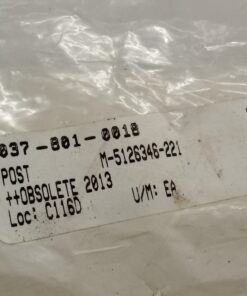 037-801-0018
POST M-5126346-221
++OBSOLETE 2013
Loc: C116D U/M: EA